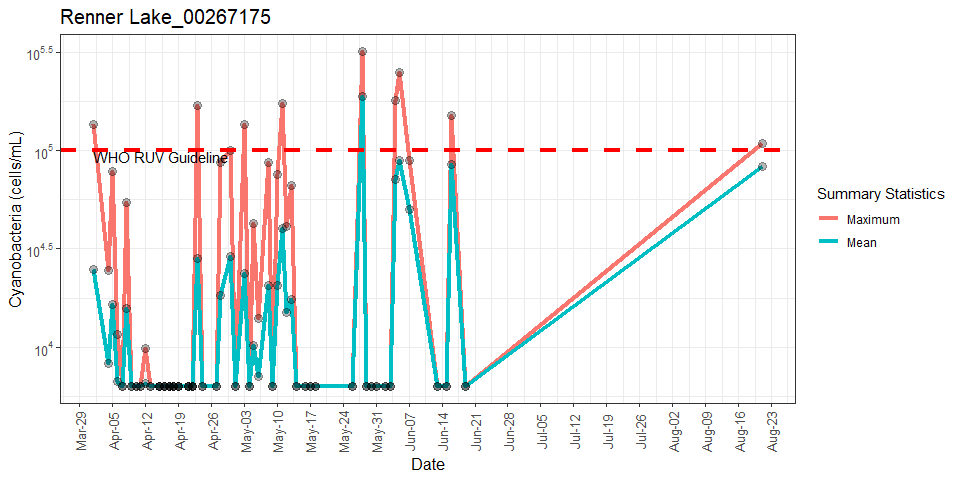 Renner Lake_00267175
Cyanobacteria (cells/mL)
10^5.5
10^5
10^4.5
10^4
WHO RUV Guideline
Mar-29
Apr-05
Apr-12
Apr-19
Apr-26
May-03
May-10
May-17
May-24
May-31
Jun-07
Jun-14
Jun-21
Jun-28
Jul-05
Jul-12
Jul-19
Jul-26
Aug-02
Aug-09
Aug-16
Aug-23
Date
Summary Statistics
Maximum
Mean